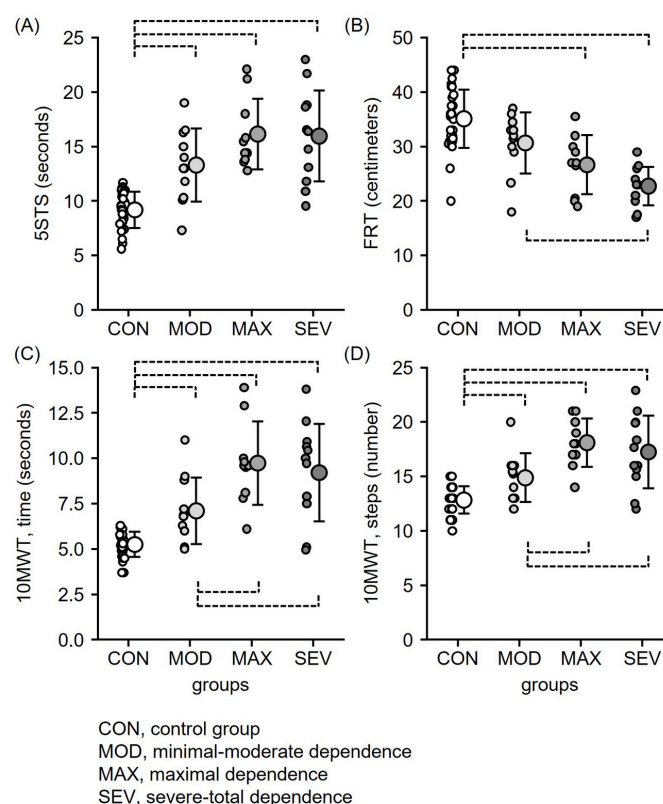 (A)
5STS (seconds)
25
20
15
10
5
0
CON MOD MAX SEV
(B)
FRT (centimeters)
50
40
30
20
10
0
CON MOD MAX SEV
(C)
10MWT, time (seconds)
15.0
12.5
10.0
7.5
5.0
2.5
0.0
CON MOD MAX SEV
groups
(D)
10MWT, steps (number)
25
20
15
10
5
0
CON MOD MAX SEV
groups
CON, control group
MOD, minimal-moderate dependence
MAX, maximal dependence
SEV, severe-total dependence